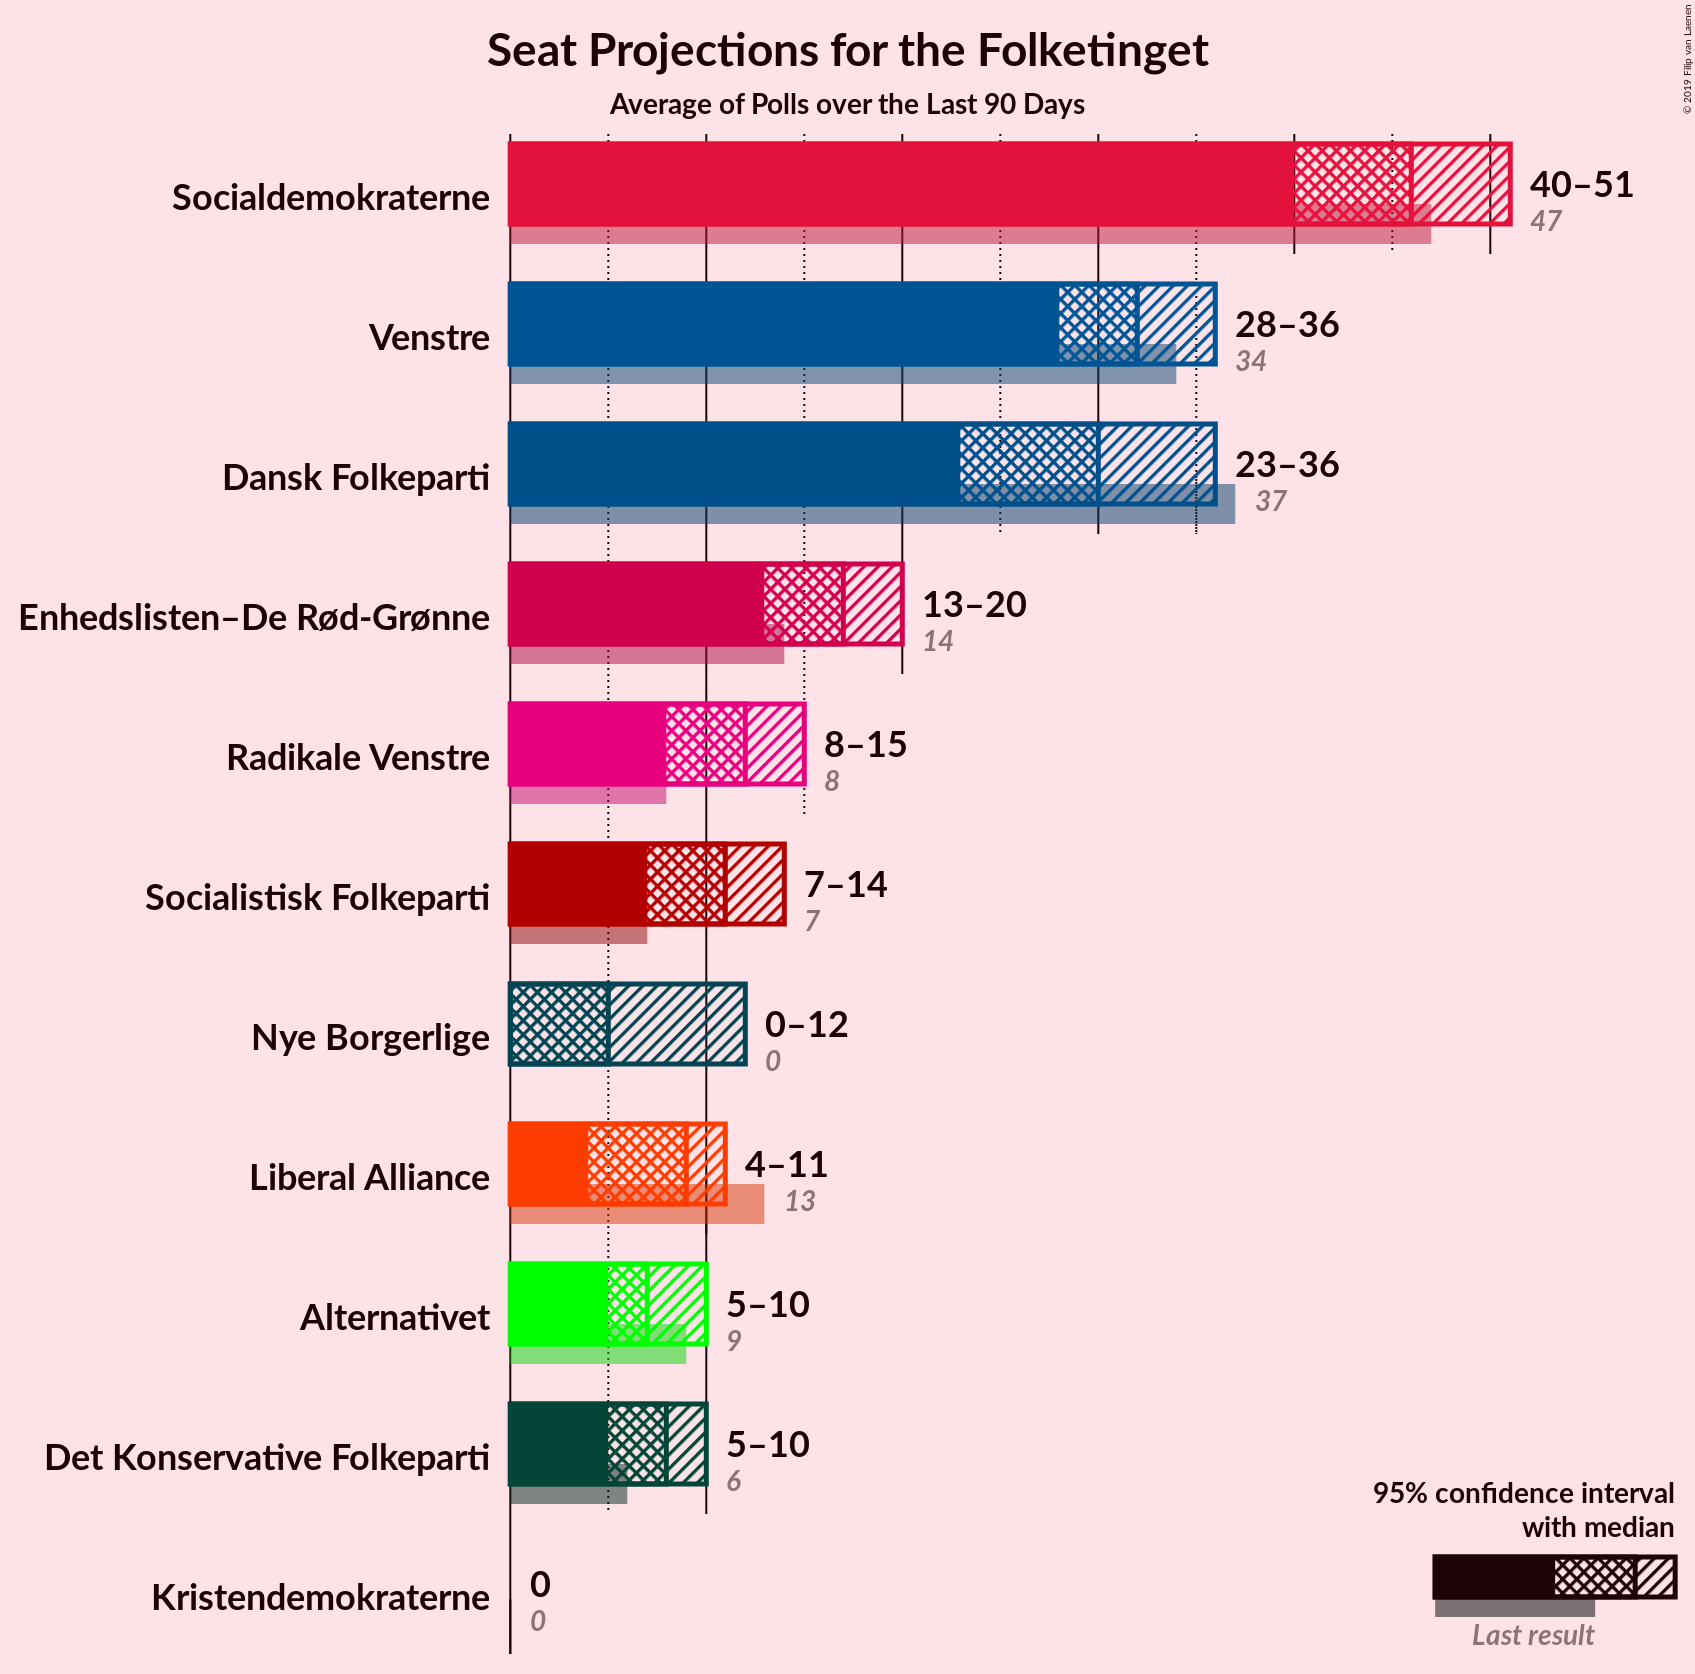 Seat Projections for the Folketinget
Average of Polls over the Last 90 Days
© 2019 Filip van Laenen
Socialdemokraterne
40–51
47
Venstre
28–36
34
Dansk Folkeparti
23–36
37
Enhedslisten–De Rød-Grønne
13–20
14
Radikale Venstre
8–15
8
Socialistisk Folkeparti
7–14
7
Nye Borgerlige
0–12
0
Liberal Alliance
4–11
13
Alternativet
5–10
9
Det Konservative Folkeparti
5–10
6
Kristendemokraterne
0
0
95% confidence interval
with median
Last result